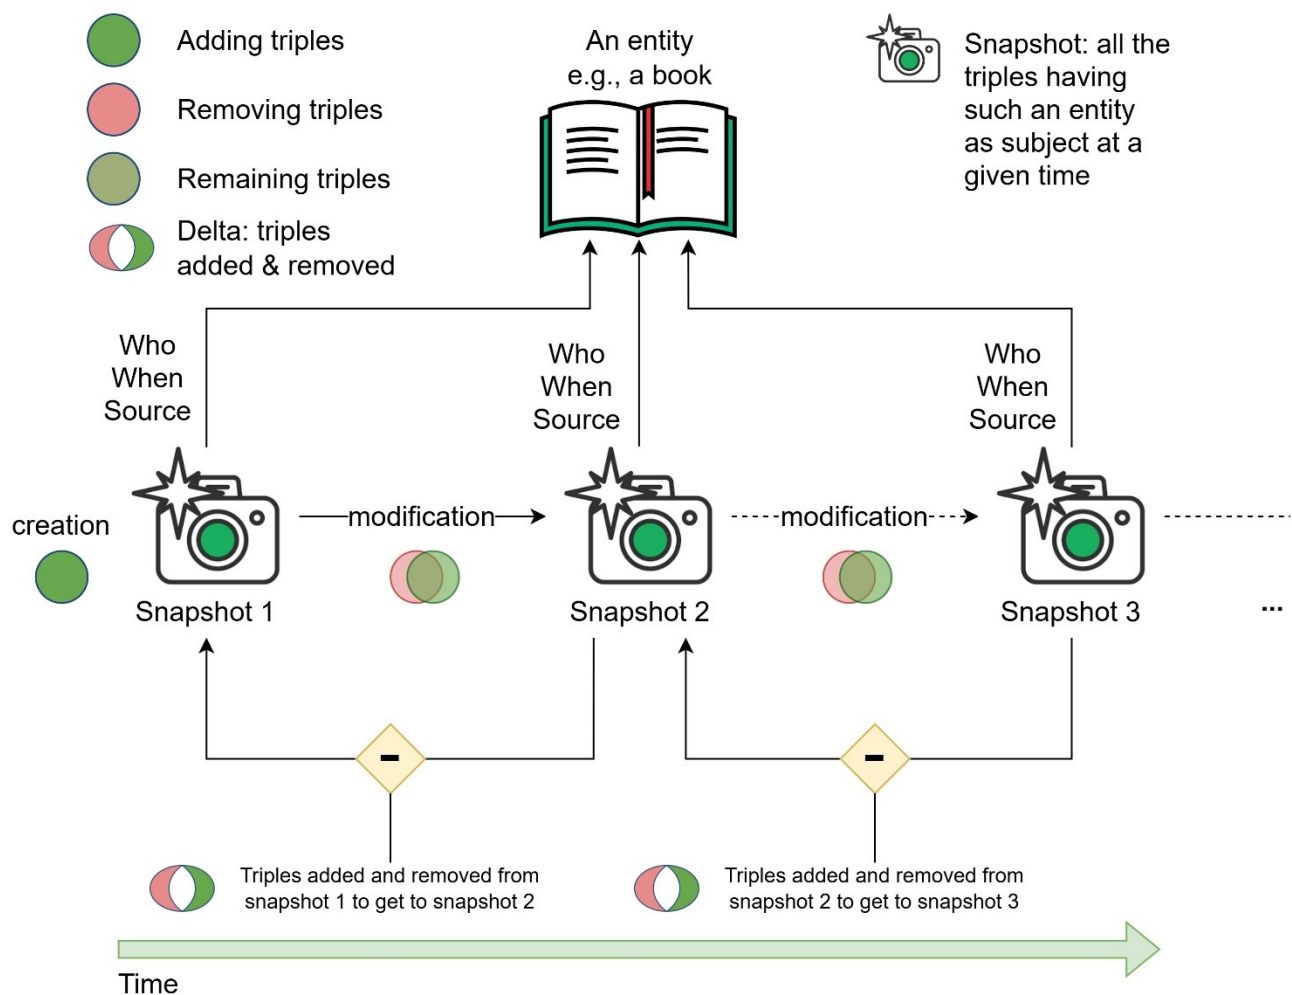 Adding triples
Removing triples
Remaining triples
Delta: triples
added & removed
An entity
e.g., a book
Snapshot: all the
triples having
such an entity
as subject at a
given time
Who
When
Source
Who
When
Source
Who
When
Source
creation
modification
modification
Snapshot 1
Snapshot 2
Snapshot 3
...
-
-
Triples added and removed from
snapshot 1 to get to snapshot 2
Triples added and removed from
snapshot 2 to get to snapshot 3
Time